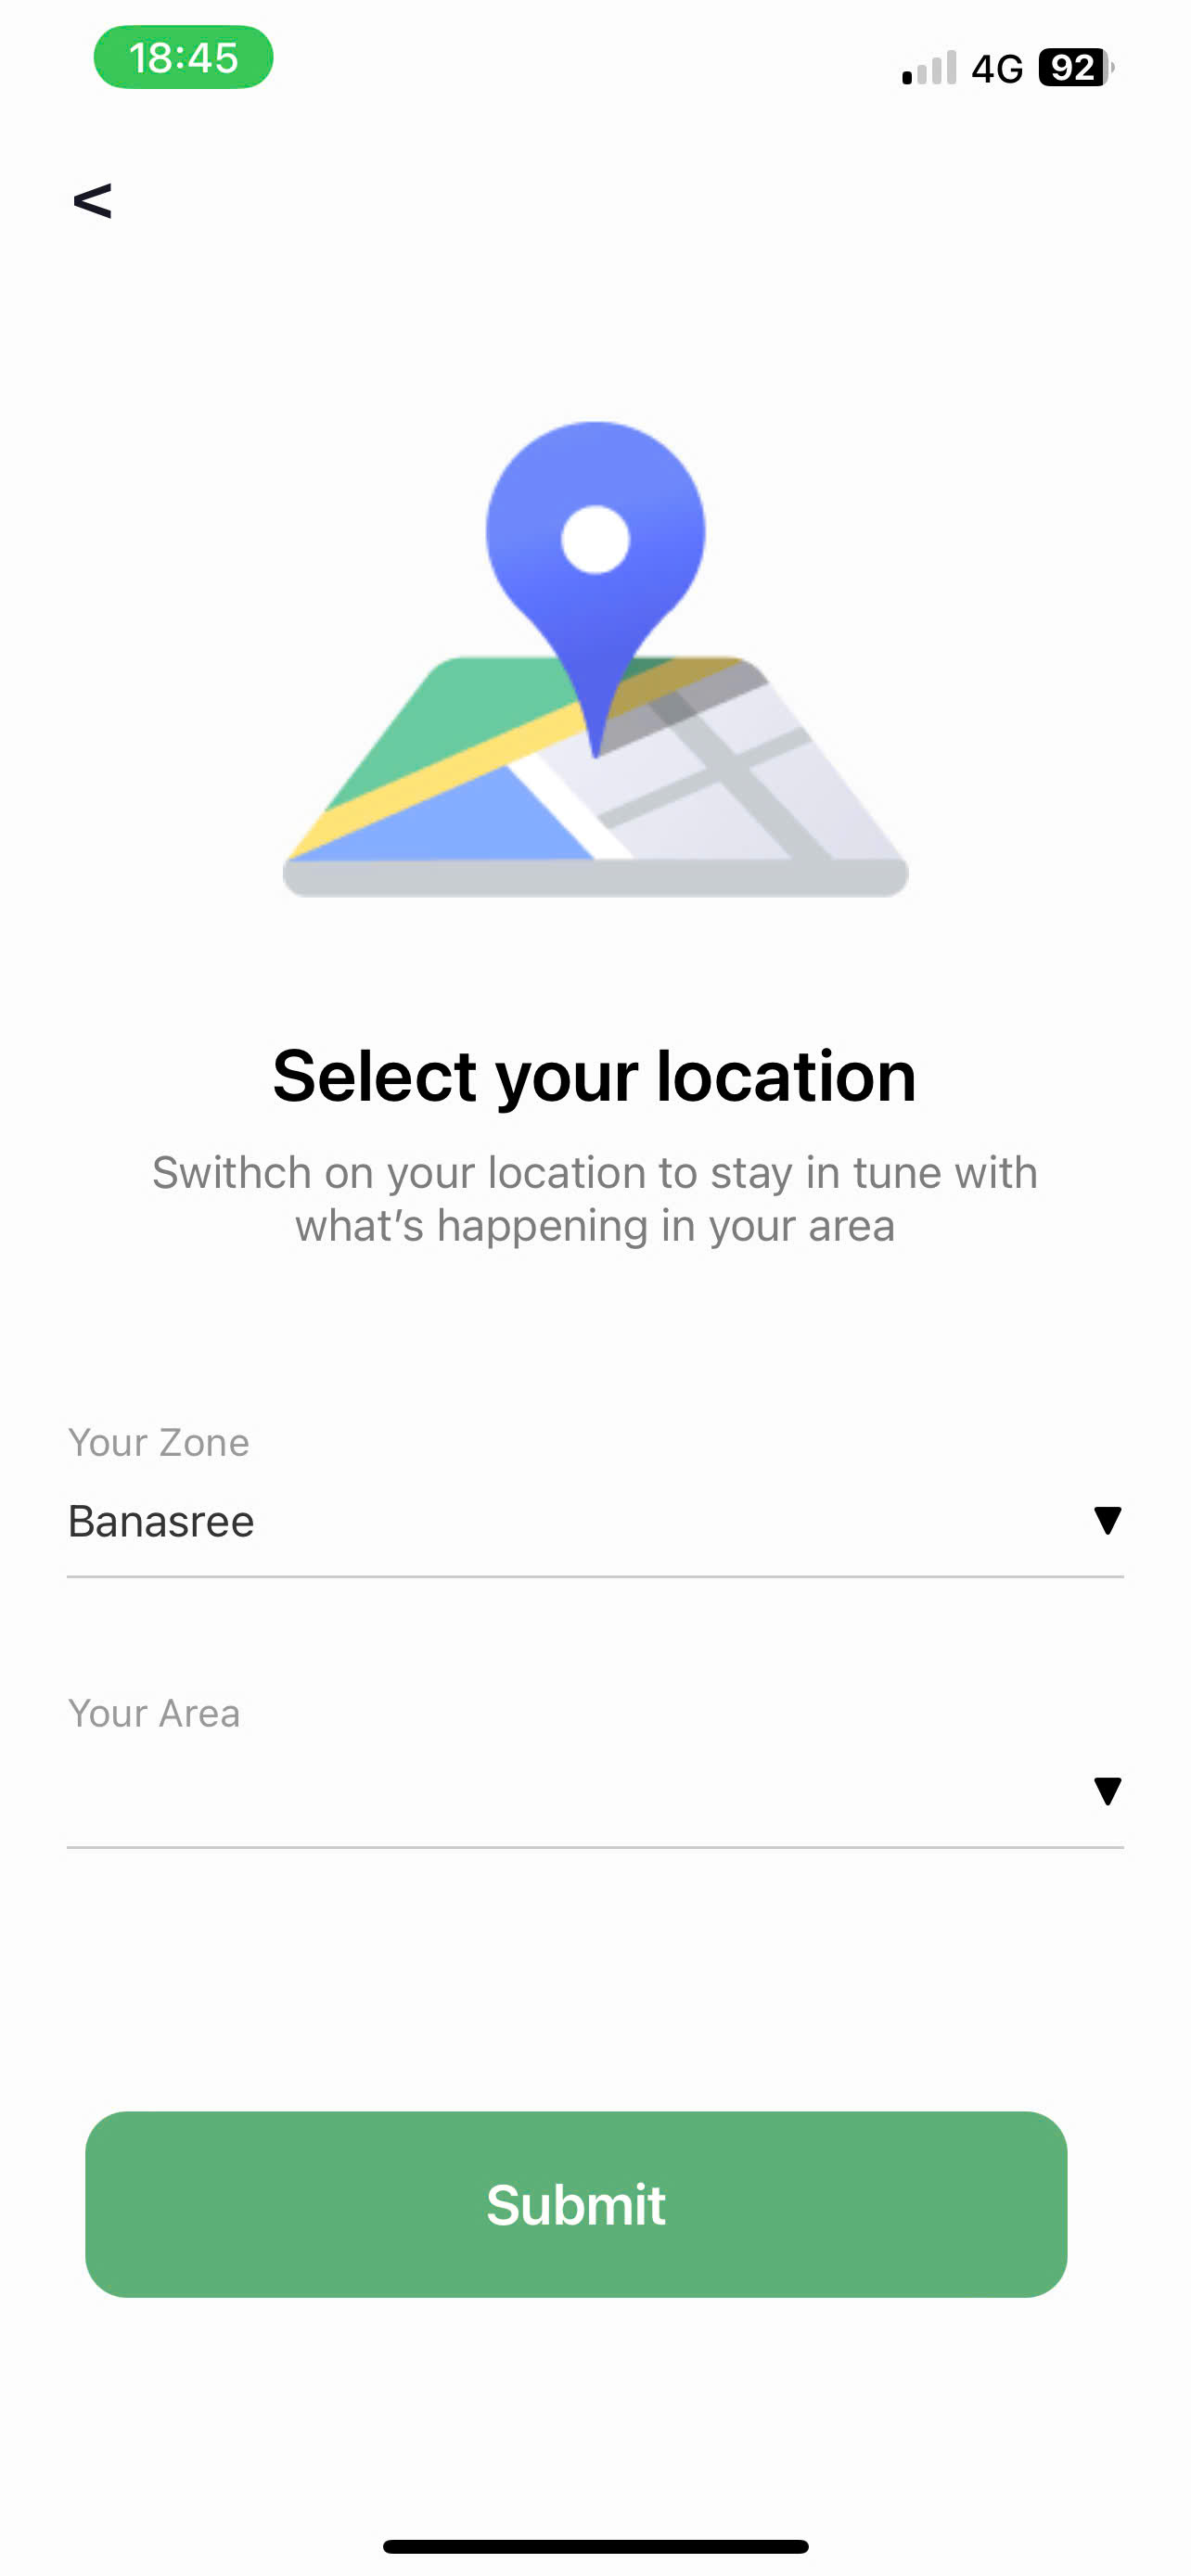 18:45
4G 92
<
Select your location
Swithch on your location to stay in tune with
what’s happening in your area
Your Zone
Banasree
Your Area
Submit